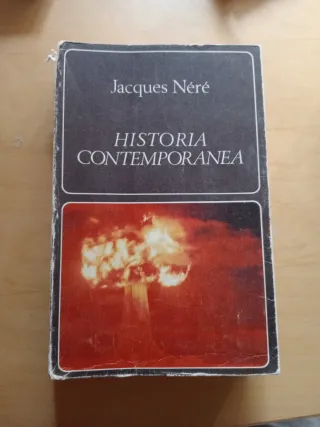 Jacques Néré
HISTORIA
CONTEMPORANEA